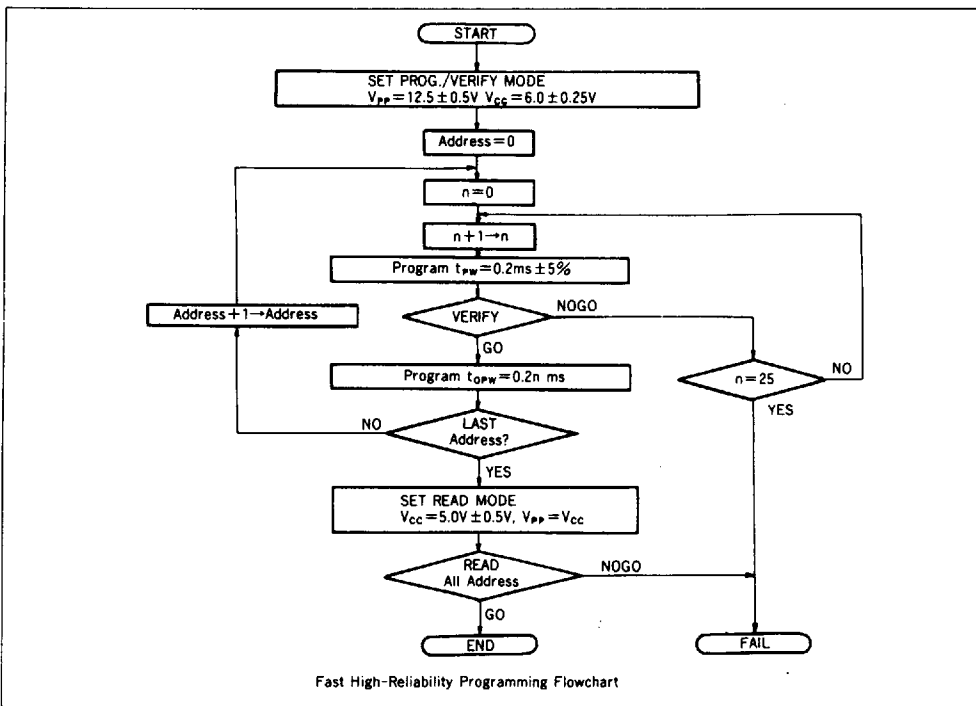 START
SET PROG./VERIFY MODE
VPP=12.5±0.5V VCC=6.0±0.25V
Address=0
n=0
n+1→n
Program tPW=0.2ms±5%
Address+1→Address
VERIFY
NOGO
GO
Program tOPW=0.2n ms
n=25
NO
YES
NO
LAST
Address?
YES
SET READ MODE
VCC=5.0V±0.5V, VPP=VCC
READ
All Address
NOGO
GO
END
FAIL
Fast High-Reliability Programming Flowchart